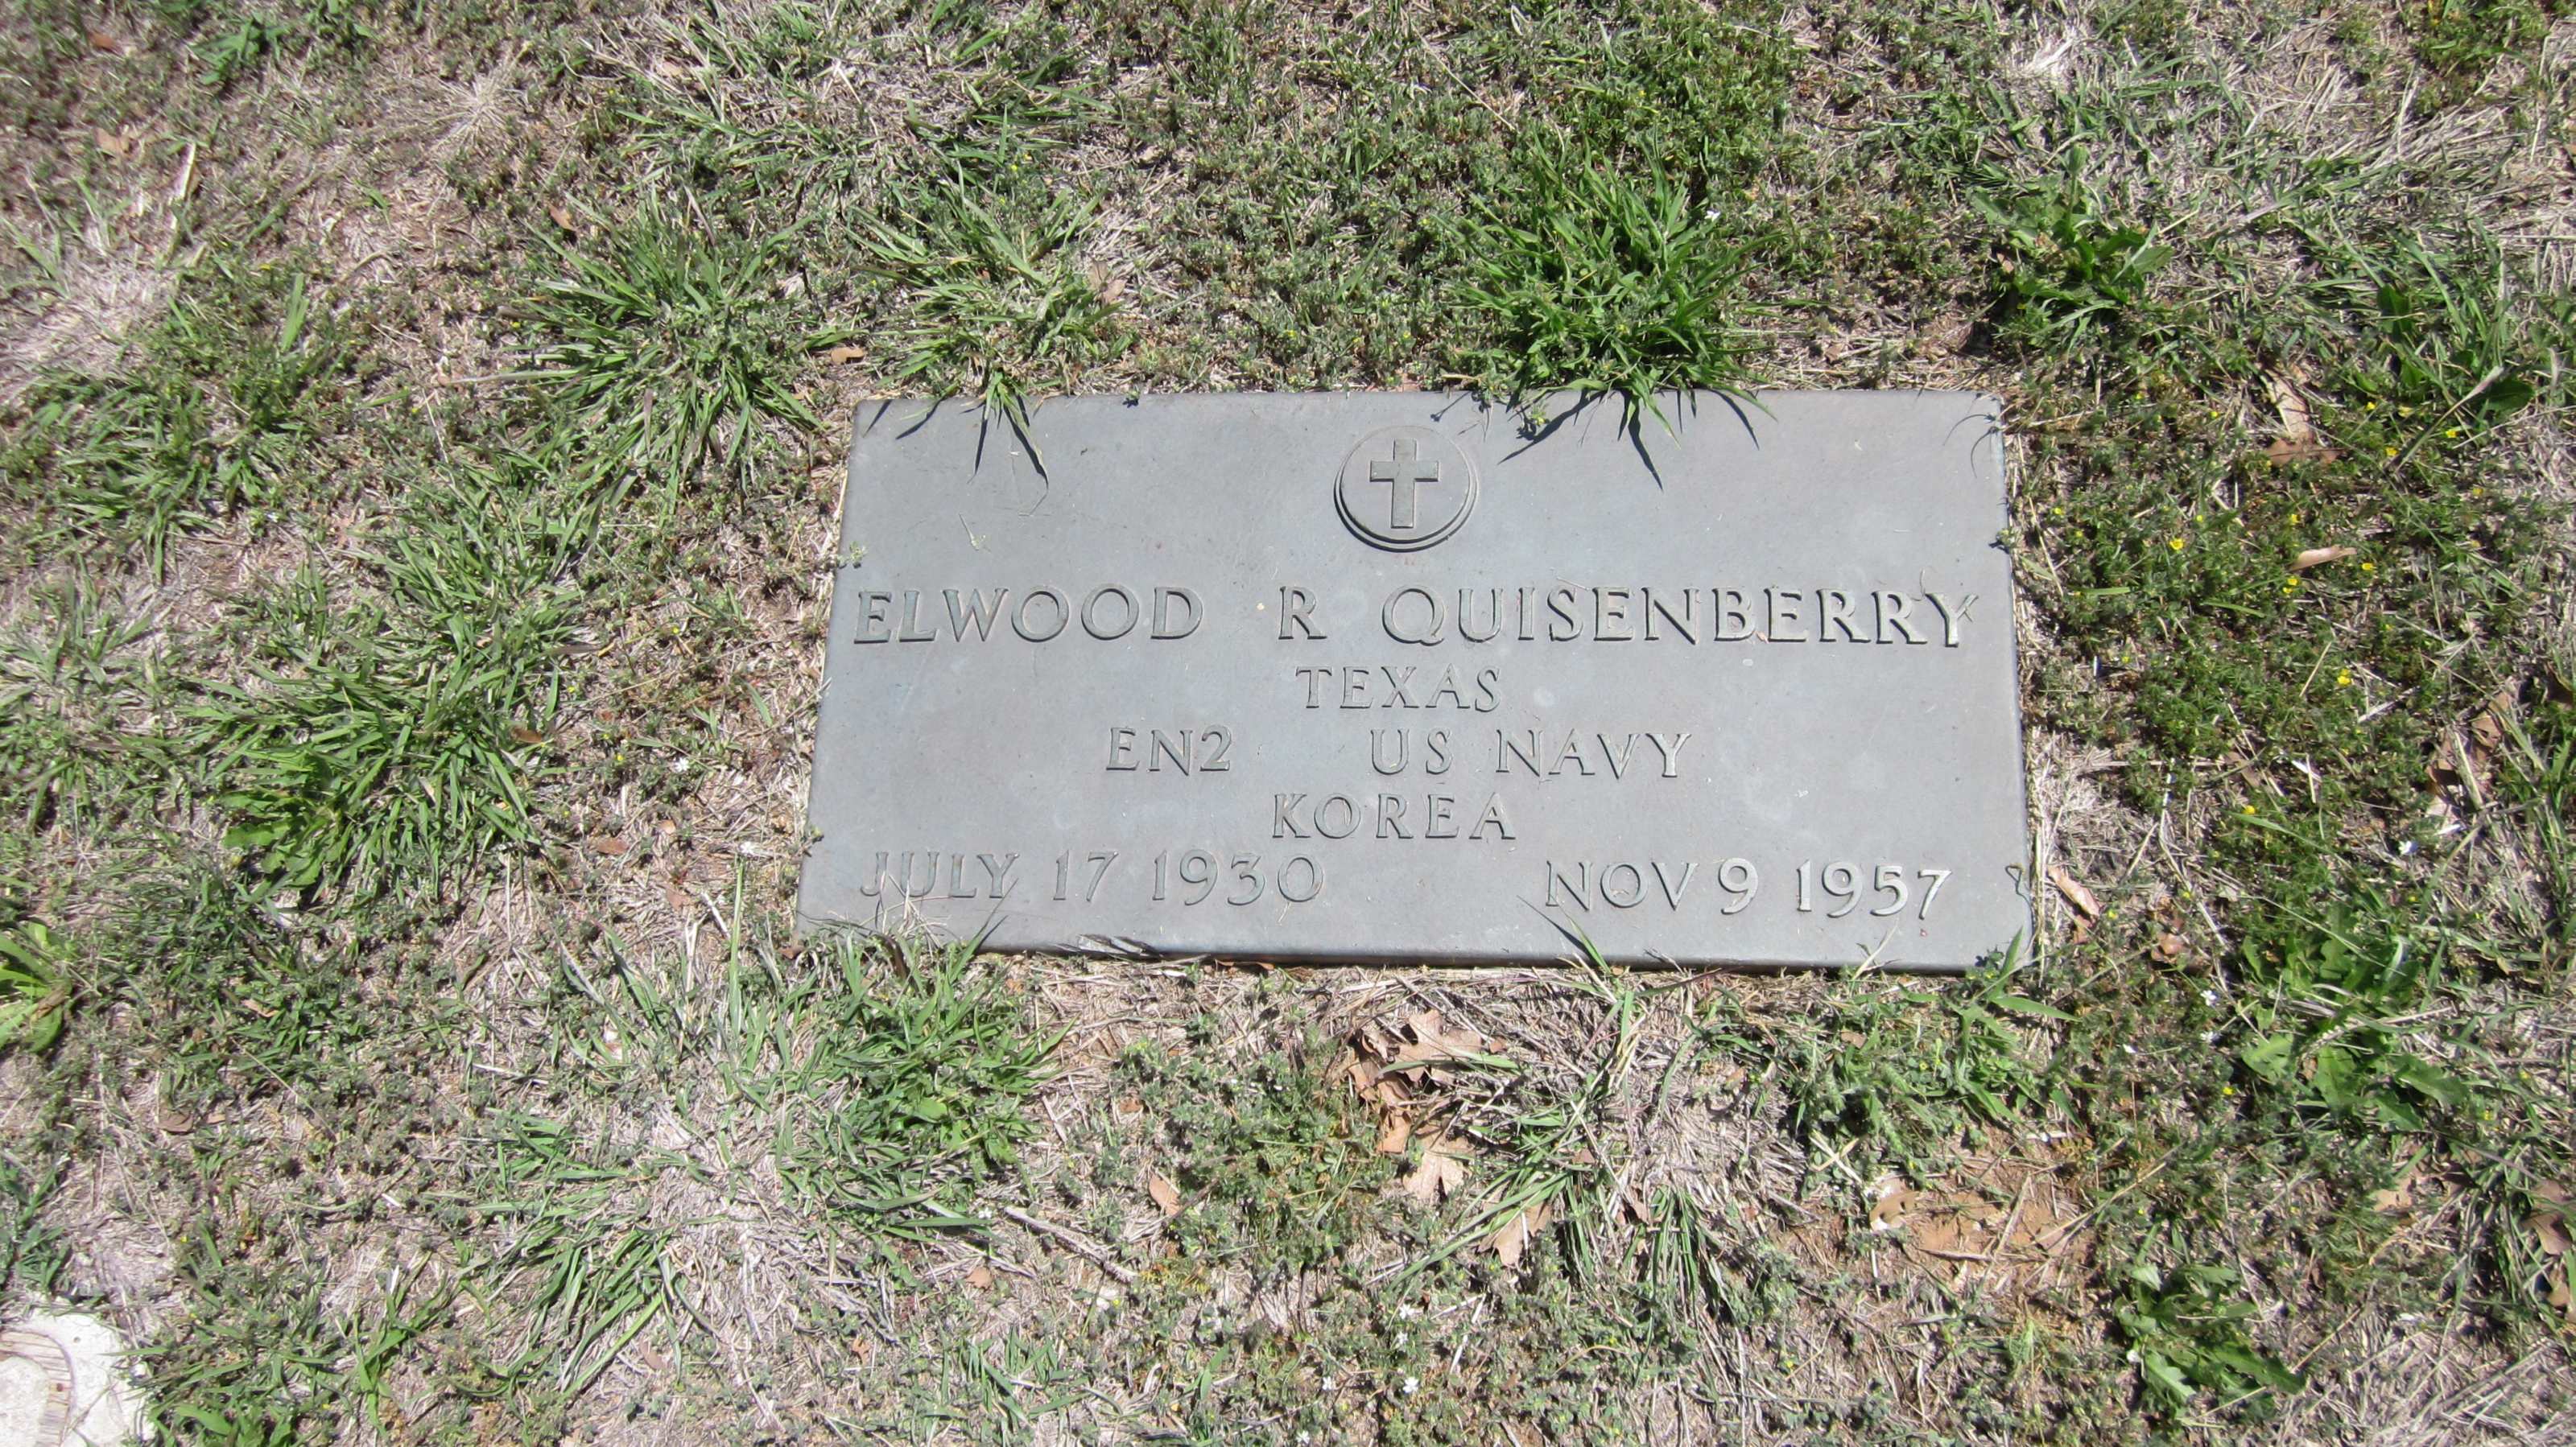 ELWOOD R QUISENBERRY
TEXAS
EN2 US NAVY
KOREA
JULY 17 1930 NOV 9 1957